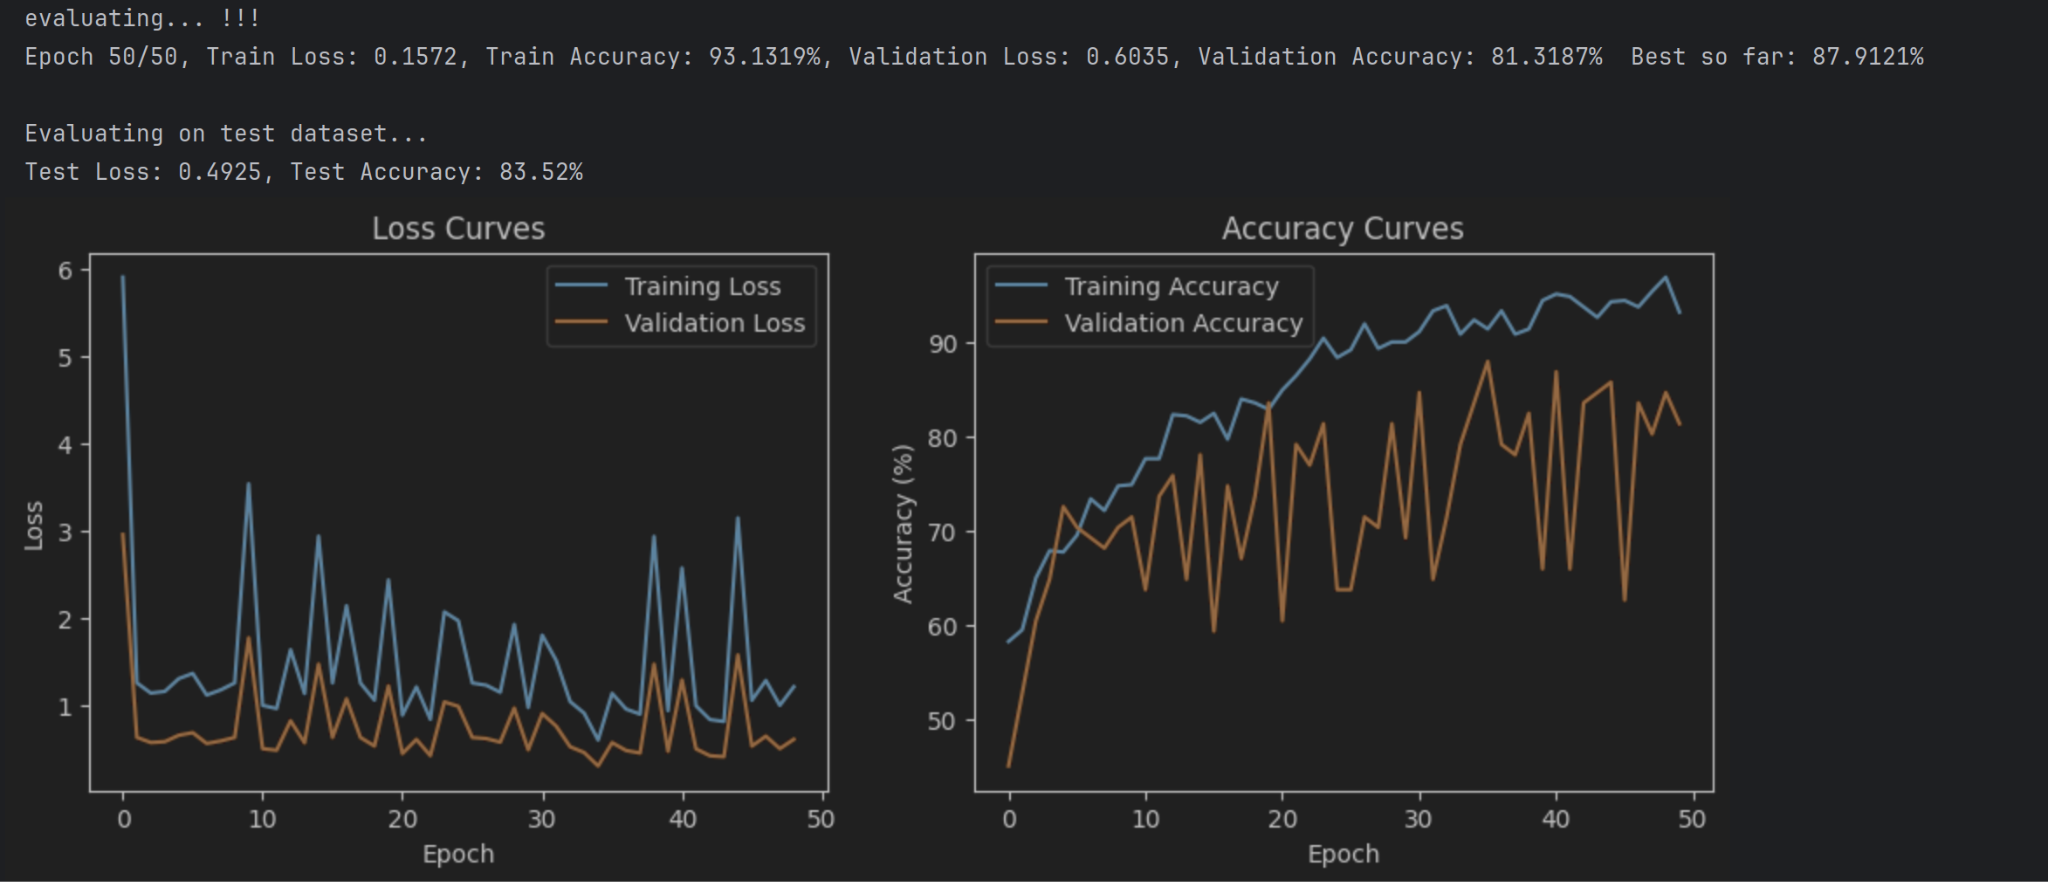 evaluating... !!!
Epoch 50/50, Train Loss: 0.1572, Train Accuracy: 93.1319%, Validation Loss: 0.6035, Validation Accuracy: 81.3187%  Best so far: 87.9121%
Evaluating on test dataset...
Test Loss: 0.4925, Test Accuracy: 83.52%
Loss Curves
Training Loss
Validation Loss
6
5
4
3
2
1
Loss
0 10 20 30 40 50
Epoch
Accuracy Curves
Training Accuracy
Validation Accuracy
90
80
70
60
50
Accuracy (%)
0 10 20 30 40 50
Epoch